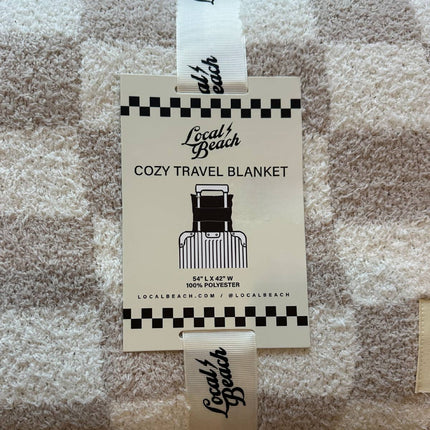 Local
Beach
Local
Beach
COZY TRAVEL BLANKET
54" L X 42" W
100% POLYESTER
LOCALBEACH.COM / @LOCALBEACH
Local
Beach